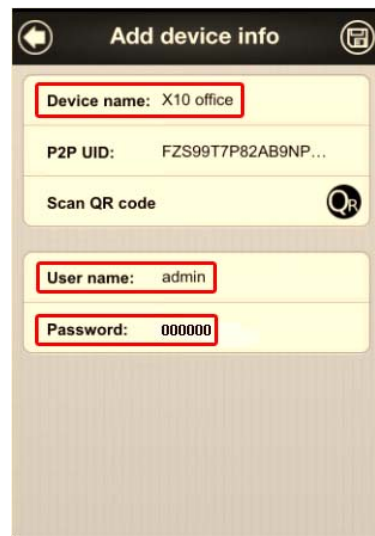 Add device info
Device name: X10 office
P2P UID: FZS99T7P82AB9NP...
Scan QR code QR
User name: admin
Password: 000000